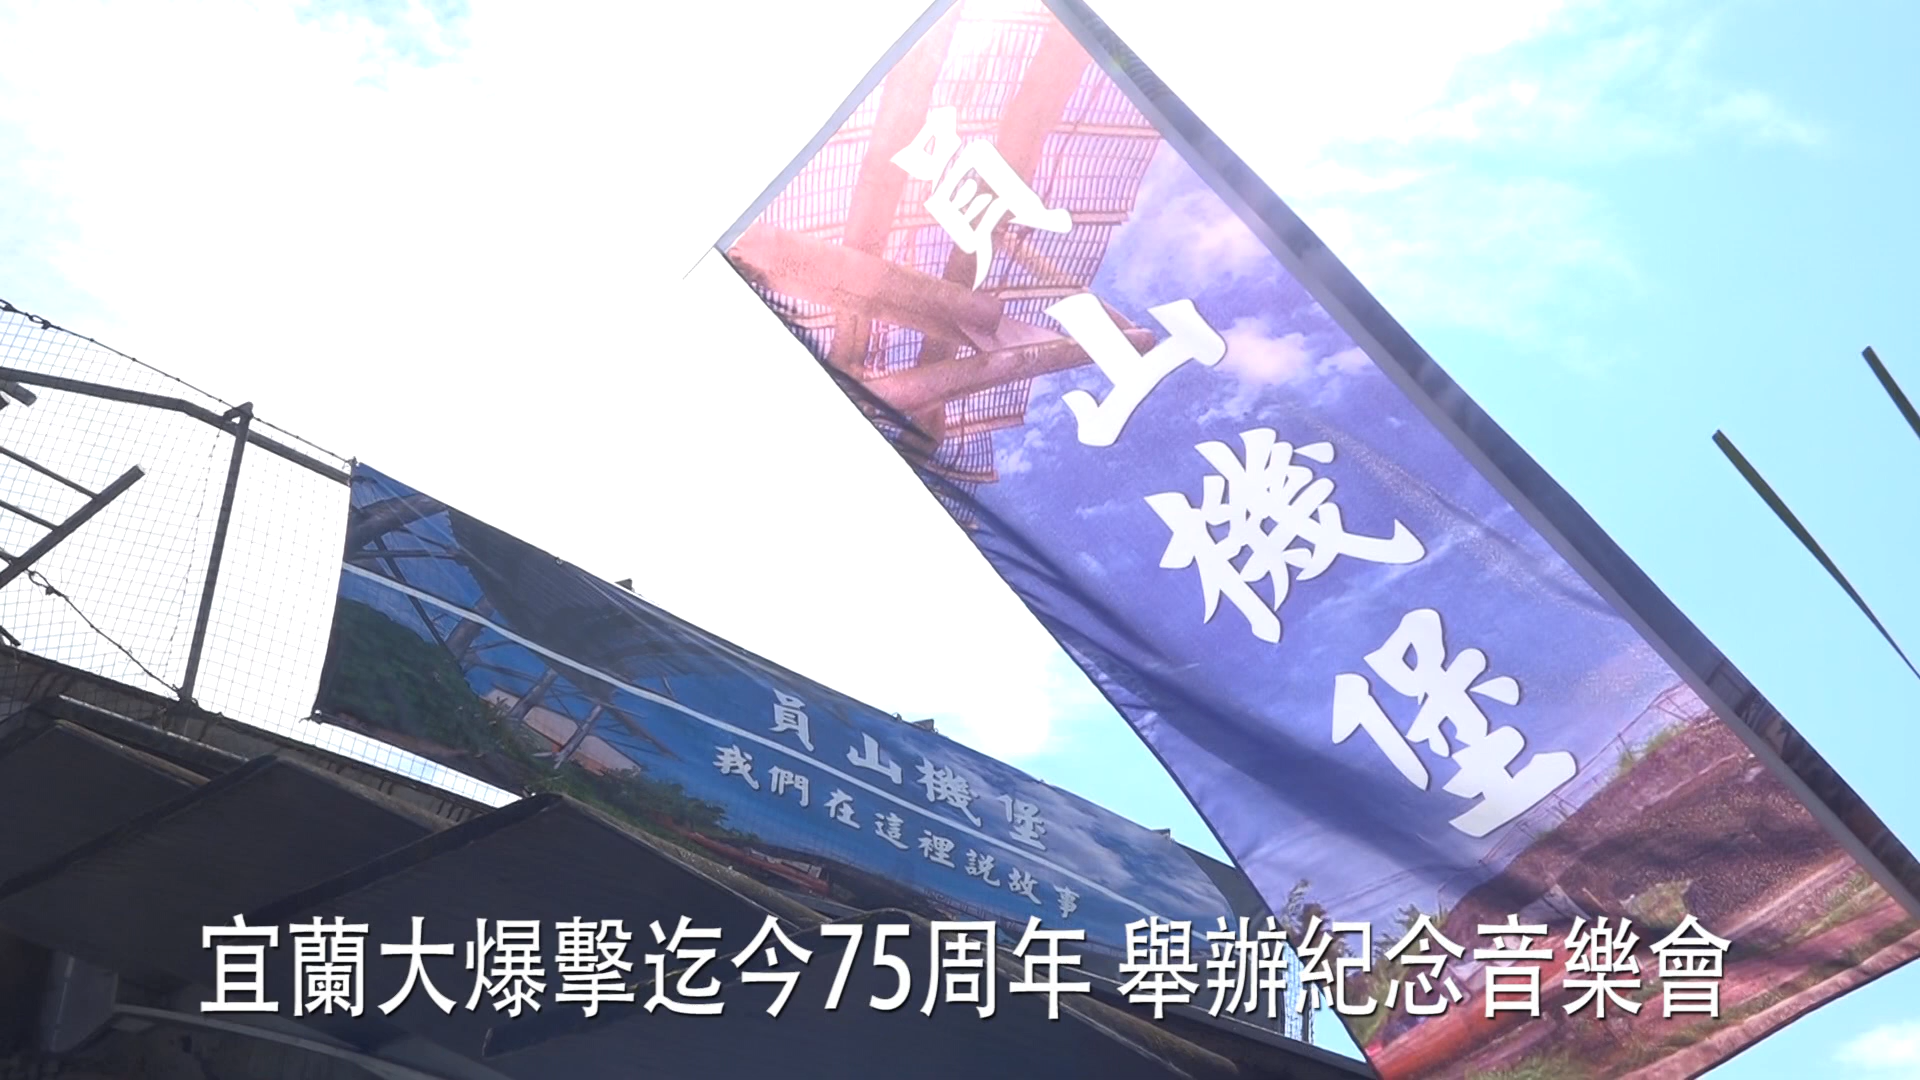 員山機堡
員山機堡
我們在這裡説故事
宜蘭大爆擊迄今75周年 舉辦紀念音樂會